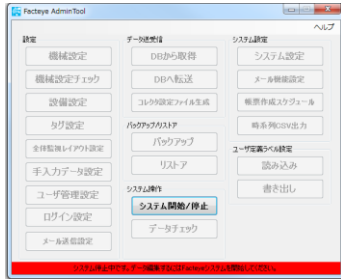 Facteye AdminTool
ヘルプ
設定
機械設定
機械設定チェック
設備設定
タグ設定
全体監視レイアウト設定
手入力データ設定
ユーザ管理設定
ログイン設定
メール送信設定
データ送受信
DBから取得
DBへ転送
コレクタ設定ファイル生成
バックアップ/リストア
バックアップ
リストア
システム操作
システム開始/停止
データチェック
システム設定
システム設定
メール機能設定
帳票作成スケジュール
時系列CSV出力
ユーザ定義ラベル設定
読み込み
書き出し
システム停止中です。データ編集するにはFacteyeシステムを開始してください。